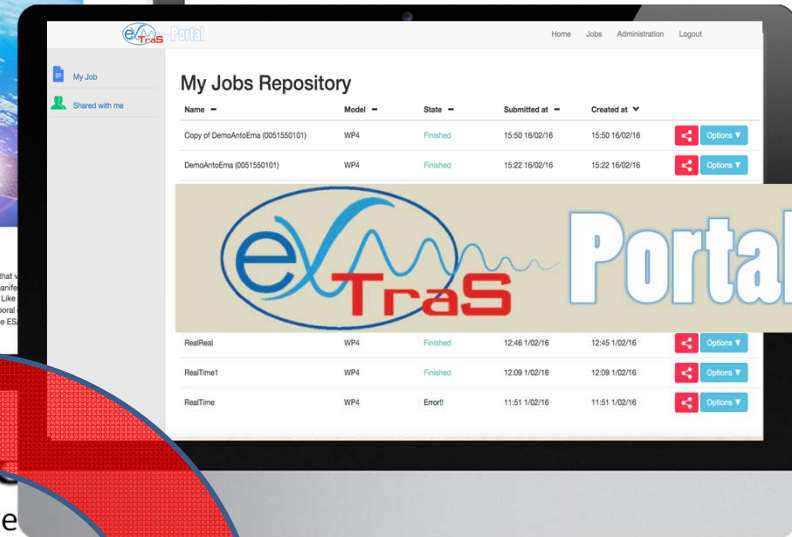 eXTraS Portal
Home Jobs Administration Logout
My Job
Shared with me
My Jobs Repository
Name Model State Submitted at Created at
Copy of DemoAntoEma (0051550101) WP4 Finished 15:50 16/02/16 15:50 16/02/16 Options
DemoAntoEma (0051550101) WP4 Finished 15:22 16/02/16 15:22 16/02/16 Options
eXTraS Portal
that
Like
RealReal WP4 Finished 12:46 1/02/16 12:45 1/02/16 Options
RealTime1 WP4 Finished 12:09 1/02/16 12:09 1/02/16 Options
RealTime WP4 Error!! 11:51 1/02/16 11:51 1/02/16 Options
e